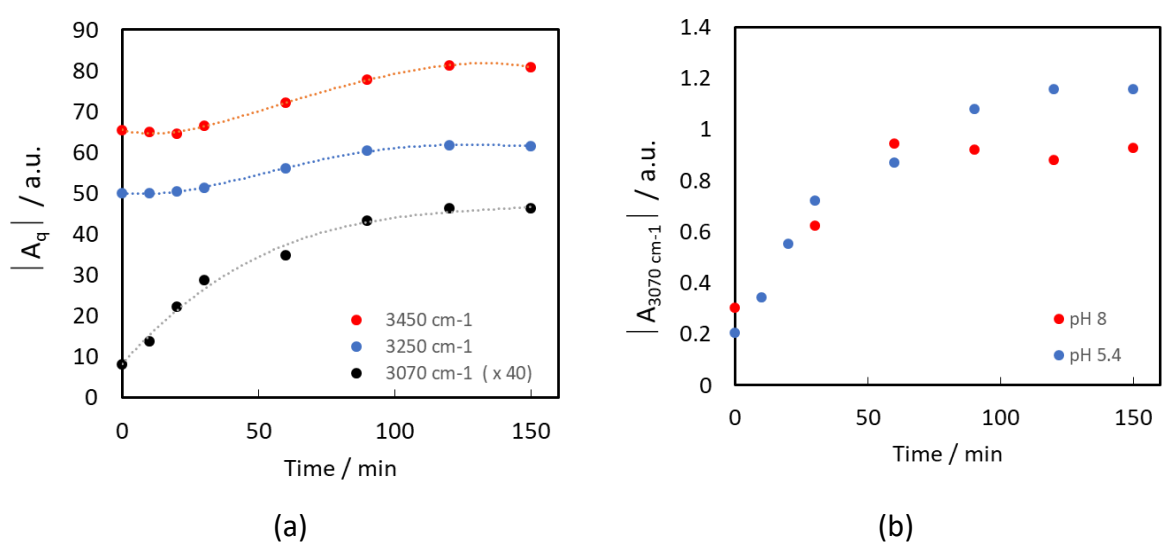 90
80
70
60
50
40
30
20
10
0
|Aq| / a.u.
3450 cm-1
3250 cm-1
3070 cm-1 ( x 40)
0 50 100 150
Time / min
(a)
1.4
1.2
1
0.8
0.6
0.4
0.2
0
|A3070 cm-1| / a.u.
pH 8
pH 5.4
0 50 100 150
Time / min
(b)